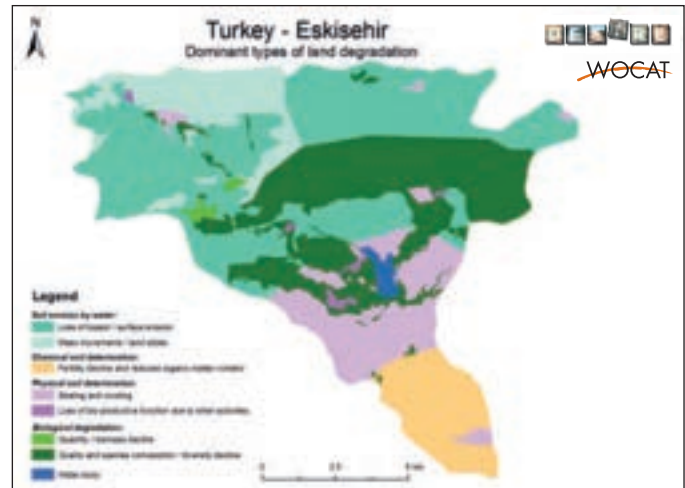 N
Turkey - Eskisehir
Dominant types of land degradation
DESIRE
WOCAT
Legend
Soil erosion by water:
Loss of topsoil / surface erosion
Mass movements / land slides
Chemical soil deterioration:
Fertility decline and reduced organic matter content
Physical soil deterioration:
Sealing and crusting
Loss of bio-productive function due to other activities
Biological degradation:
Quantity / biomass decline
Quality and species composition / diversity decline